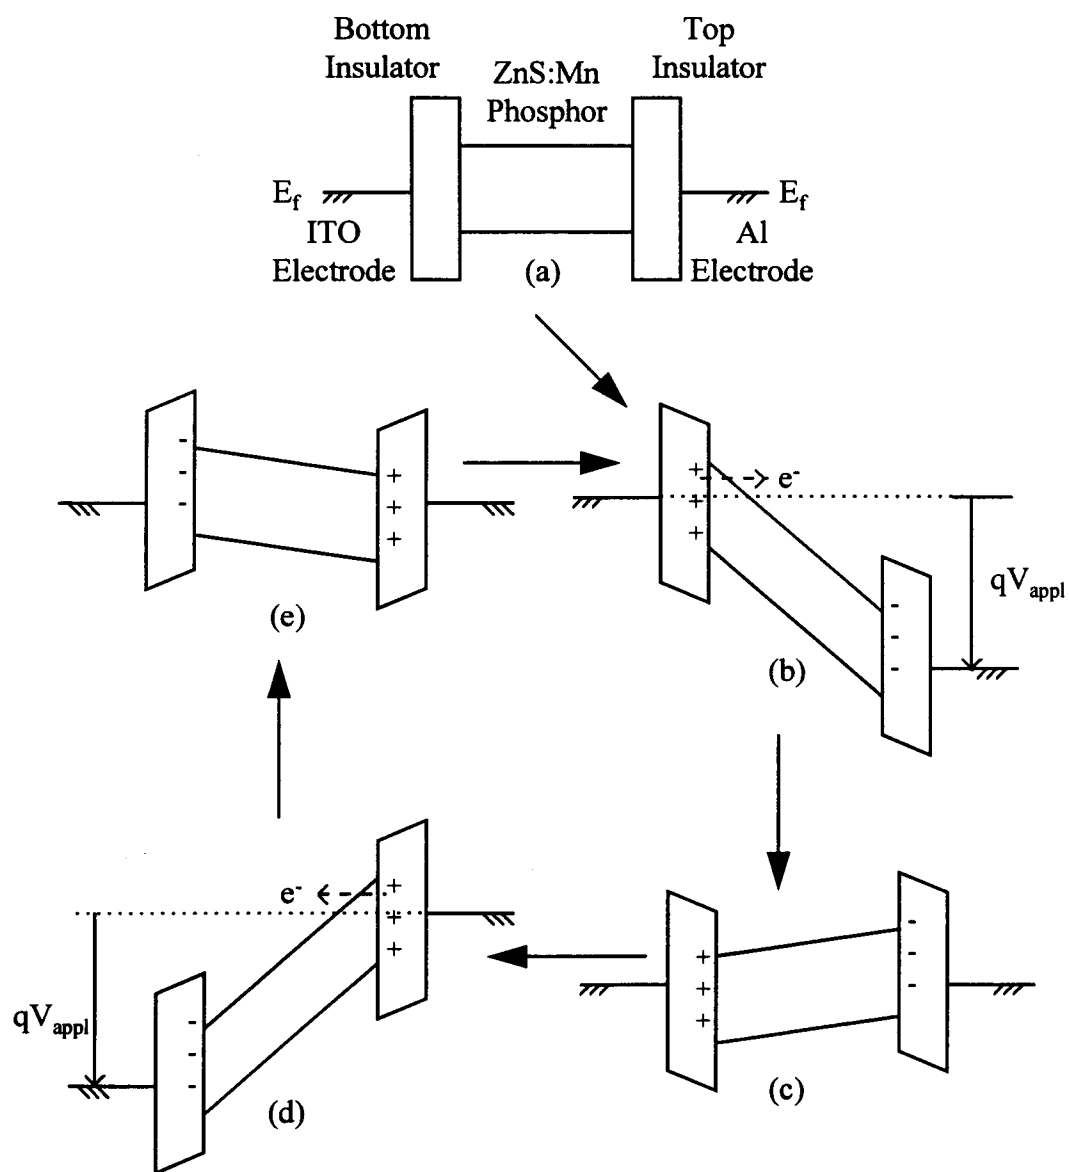 Bottom
Insulator
ZnS:Mn
Phosphor
Top
Insulator
E_f
ITO
Electrode
E_f
Al
Electrode
(a)
-
-
-
+
+
+
(e)
+
+
+
e⁻
-
-
-
qV_appl
(b)
e⁻
+
+
+
-
-
-
qV_appl
(d)
+
+
+
-
-
-
(c)